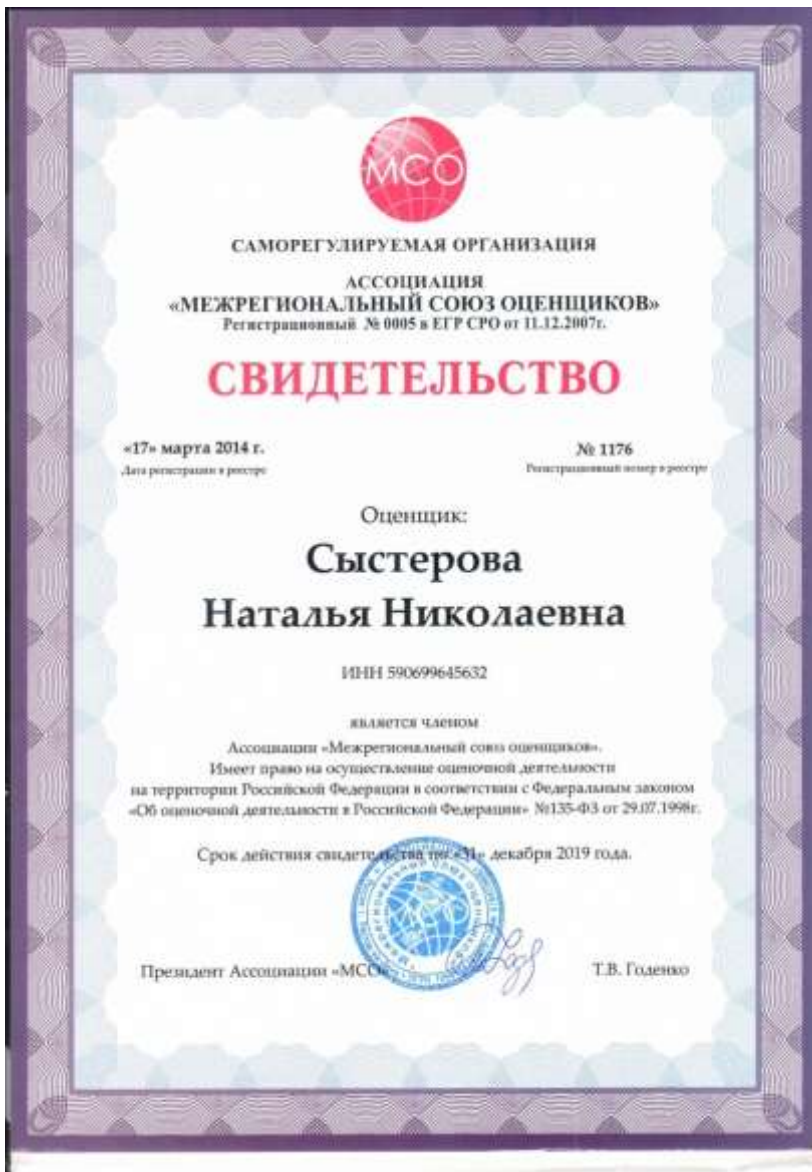 МСО
САМОРЕГУЛИРУЕМАЯ ОРГАНИЗАЦИЯ
АССОЦИАЦИЯ
«МЕЖРЕГИОНАЛЬНЫЙ СОЮЗ ОЦЕНЩИКОВ»
Регистрационный № 0005 в ЕГР СРО от 11.12.2007г.
СВИДЕТЕЛЬСТВО
«17» марта 2014 г.
№ 1176
Дата регистрации в реестре
Регистрационный номер в реестре
Оценщик:
Сыстерова
Наталья Николаевна
ИНН 590699645632
является членом
Ассоциации «Межрегиональный союз оценщиков».
Имеет право на осуществление оценочной деятельности
на территории Российской Федерации в соответствии с Федеральным законом
«Об оценочной деятельности в Российской Федерации» №135-ФЗ от 29.07.1998г.
Срок действия свидетельства по «31» декабря 2019 года.
Президент Ассоциации «МСО»
Т.В. Годенко